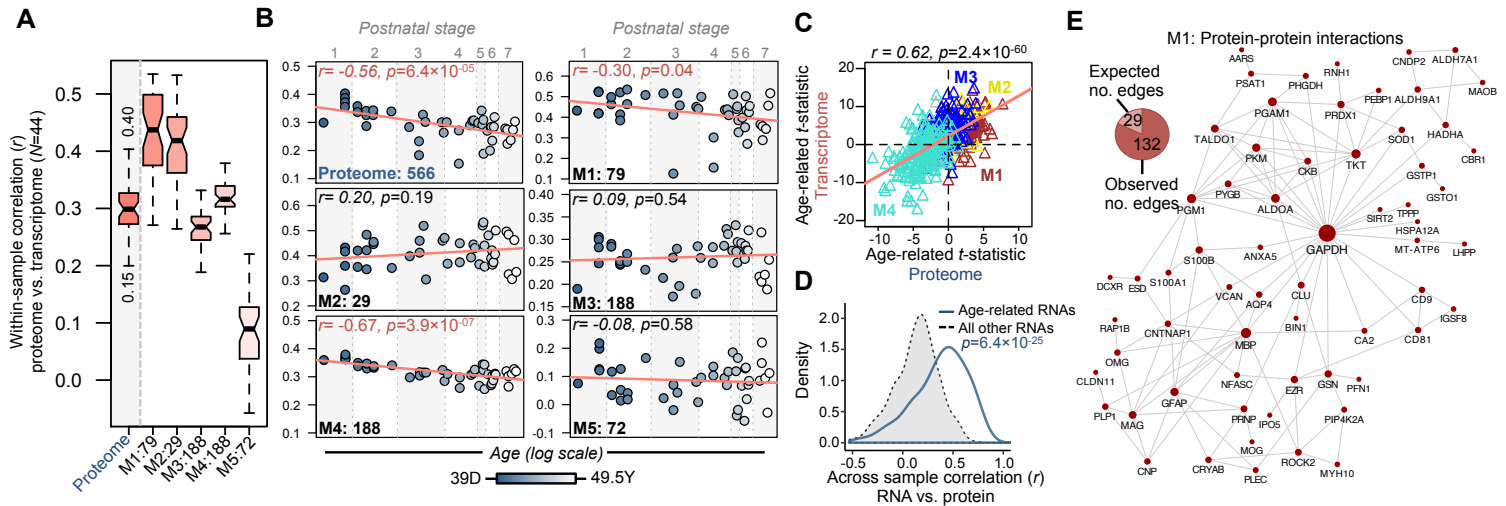 A
Within-sample correlation (r)
proteome vs. transcriptome (N=44)
0.5
0.4
0.3
0.2
0.1
0.0
0.40
0.15
Proteome
M1:79
M2:29
M3:188
M4:188
M5:72
B
Postnatal stage
Postnatal stage
1 2 3 4 5 6 7
1 2 3 4 5 6 7
r= -0.56, p=6.4×10-05
0.5
0.4
0.3
0.2
0.1
Proteome: 566
r= -0.30, p=0.04
0.6
0.5
0.4
0.3
0.2
M1: 79
r= 0.20, p=0.19
0.6
0.5
0.4
0.3
0.2
M2: 29
r= 0.09, p=0.54
0.35
0.30
0.25
0.20
0.15
M3: 188
r= -0.67, p=3.9×10-07
0.5
0.4
0.3
0.2
0.1
M4: 188
r= -0.08, p=0.58
0.3
0.2
0.1
0.0
-0.1
M5: 72
Age (log scale)
39D
49.5Y
C
r = 0.62, p=2.4×10-60
Age-related t-statistic
Transcriptome
20
10
0
-10
-20
M3
M2
M1
M4
-10 -5 0 5 10
Age-related t-statistic
Proteome
D
Age-related RNAs
All other RNAs
p=6.4×10-25
Density
2.0
1.5
1.0
0.5
0.0
-0.5 0.0 0.5 1.0
Across sample correlation (r)
RNA vs. protein
E
M1: Protein-protein interactions
Expected
no. edges
29
132
Observed
no. edges
AARS
PSAT1
PHGDH
RNH1
CNDP2
ALDH7A1
MAOB
PEBP1
ALDH9A1
PGAM1
PRDX1
TALDO1
PKM
TKT
SOD1
HADHA
CBR1
CKB
GSTP1
PYGB
GSTO1
PGM1
ALDOA
SIRT2
TPPP
HSPA12A
GAPDH
MT-ATP6
LHPP
S100B
ANXA5
DCXR
ESD
S100A1
VCAN
AQP4
CLU
CD9
IGSF8
RAP1B
CNTNAP1
BIN1
MBP
CA2
CD81
OMG
CLDN11
NFASC
EZR
GSN
PFN1
GFAP
PLP1
MAG
PRNP
IPO5
PIP4K2A
MOG
CNP
CRYAB
PLEC
ROCK2
MYH10